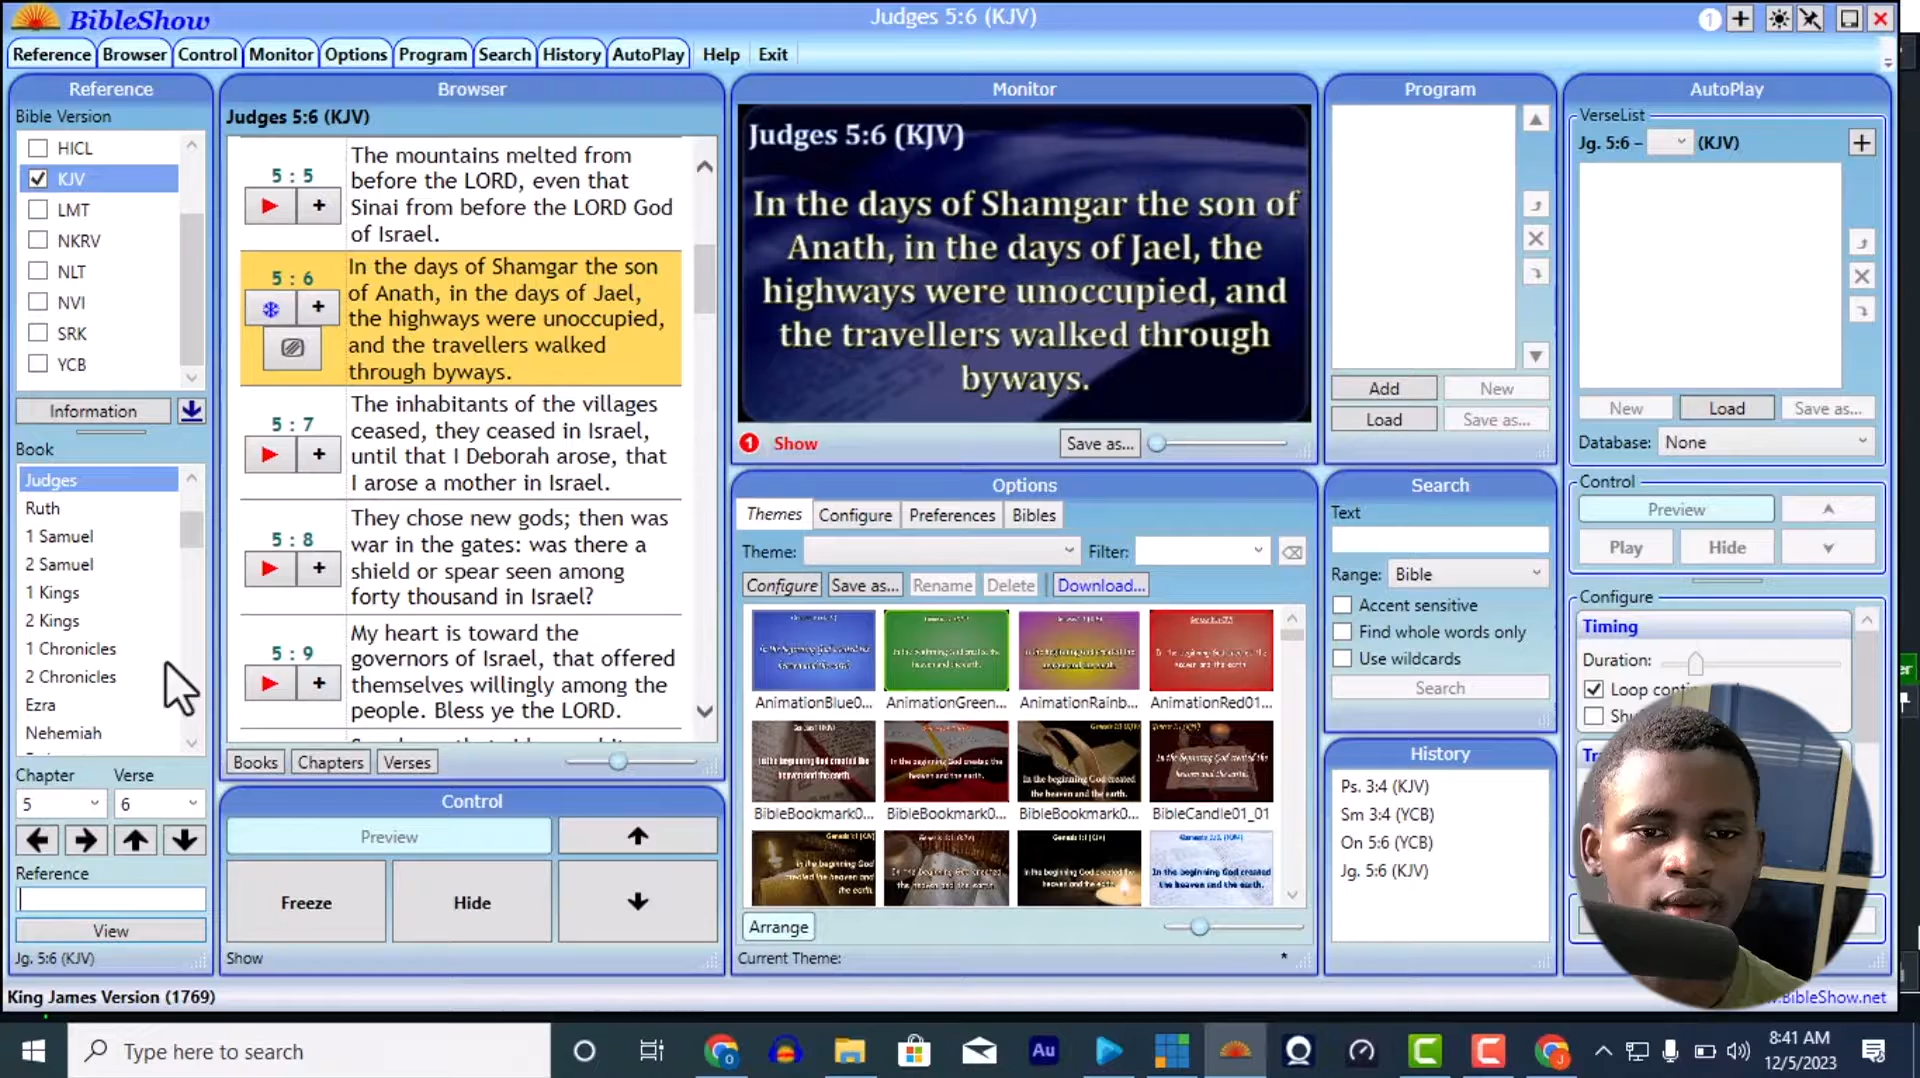 BibleShow
Judges 5:6 (KJV)
1
Reference Browser Control Monitor Options Program Search History AutoPlay Help Exit
Reference
Bible Version
HICL
KJV
LMT
NKRV
NLT
NVI
SRK
YCB
Information
Book
Judges
Ruth
1 Samuel
2 Samuel
1 Kings
2 Kings
1 Chronicles
2 Chronicles
Ezra
Nehemiah
Chapter Verse
5 6
Reference
View
Jg. 5:6 (KJV)
Browser
Judges 5:6 (KJV)
5 : 5
The mountains melted from
before the LORD, even that
Sinai from before the LORD God
of Israel.
5 : 6
In the days of Shamgar the son
of Anath, in the days of Jael,
the highways were unoccupied,
and the travellers walked
through byways.
5 : 7
The inhabitants of the villages
ceased, they ceased in Israel,
until that I Deborah arose, that
I arose a mother in Israel.
5 : 8
They chose new gods; then was
war in the gates: was there a
shield or spear seen among
forty thousand in Israel?
5 : 9
My heart is toward the
governors of Israel, that offered
themselves willingly among the
people. Bless ye the LORD.
Books Chapters Verses
Control
Preview
Freeze Hide
Show
Monitor
Judges 5:6 (KJV)
In the days of Shamgar the son of
Anath, in the days of Jael, the
highways were unoccupied, and
the travellers walked through
byways.
1 Show Save as...
Options
Themes Configure Preferences Bibles
Theme: Filter:
Configure Save as... Rename Delete Download...
AnimationBlue0... AnimationGreen... AnimationRainb... AnimationRed01...
BibleBookmark0... BibleBookmark0... BibleBookmark0... BibleCandle01_01
Arrange
Current Theme: *
Program
Add New
Load Save as...
Search
Text
Range: Bible
Accent sensitive
Find whole words only
Use wildcards
Search
History
Ps. 3:4 (KJV)
Sm 3:4 (YCB)
On 5:6 (YCB)
Jg. 5:6 (KJV)
AutoPlay
VerseList
Jg. 5:6 – (KJV)
New Load Save as...
Database: None
Control
Preview
Play Hide
Configure
Timing
Duration:
Loop
King James Version (1769)
.BibleShow.net
Type here to search
Au
8:41 AM
12/5/2023